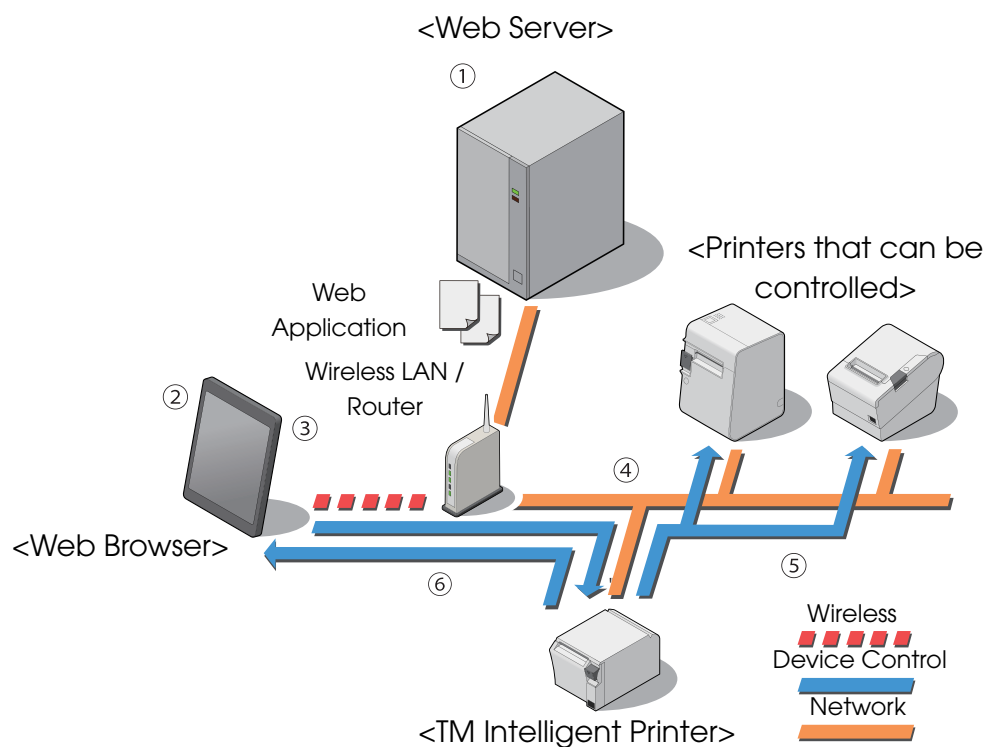 <Web Server>
①
<Printers that can be
controlled>
Web
Application
Wireless LAN /
Router
②
③
④
<Web Browser>
⑥
⑤
Wireless
Device Control
Network
<TM Intelligent Printer>